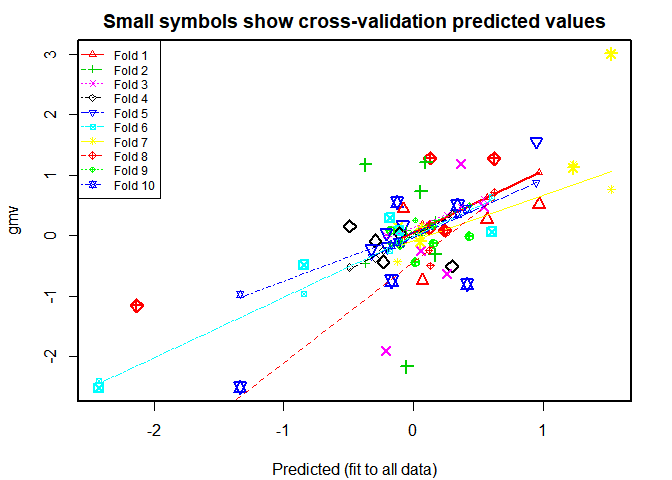 Small symbols show cross-validation predicted values
Fold 1
Fold 2
Fold 3
Fold 4
Fold 5
Fold 6
Fold 7
Fold 8
Fold 9
Fold 10
3
2
1
0
-1
-2
gmv
-2
-1
0
1
Predicted (fit to all data)